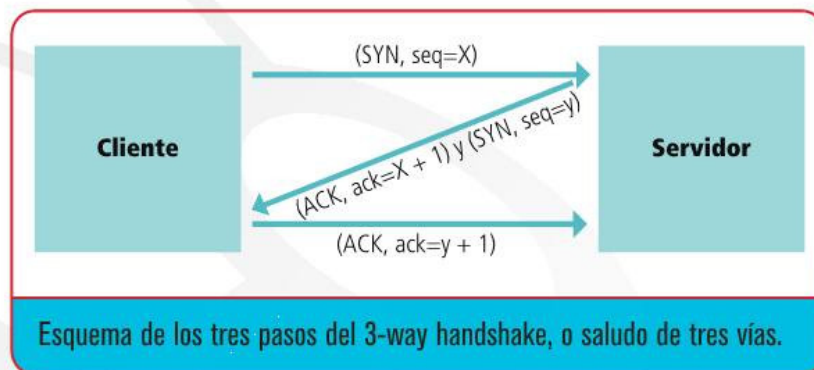 (SYN, seq=X)
Cliente
(ACK, ack=X + 1) y (SYN, seq=y)
Servidor
(ACK, ack=y + 1)
Esquema de los tres pasos del 3-way handshake, o saludo de tres vías.